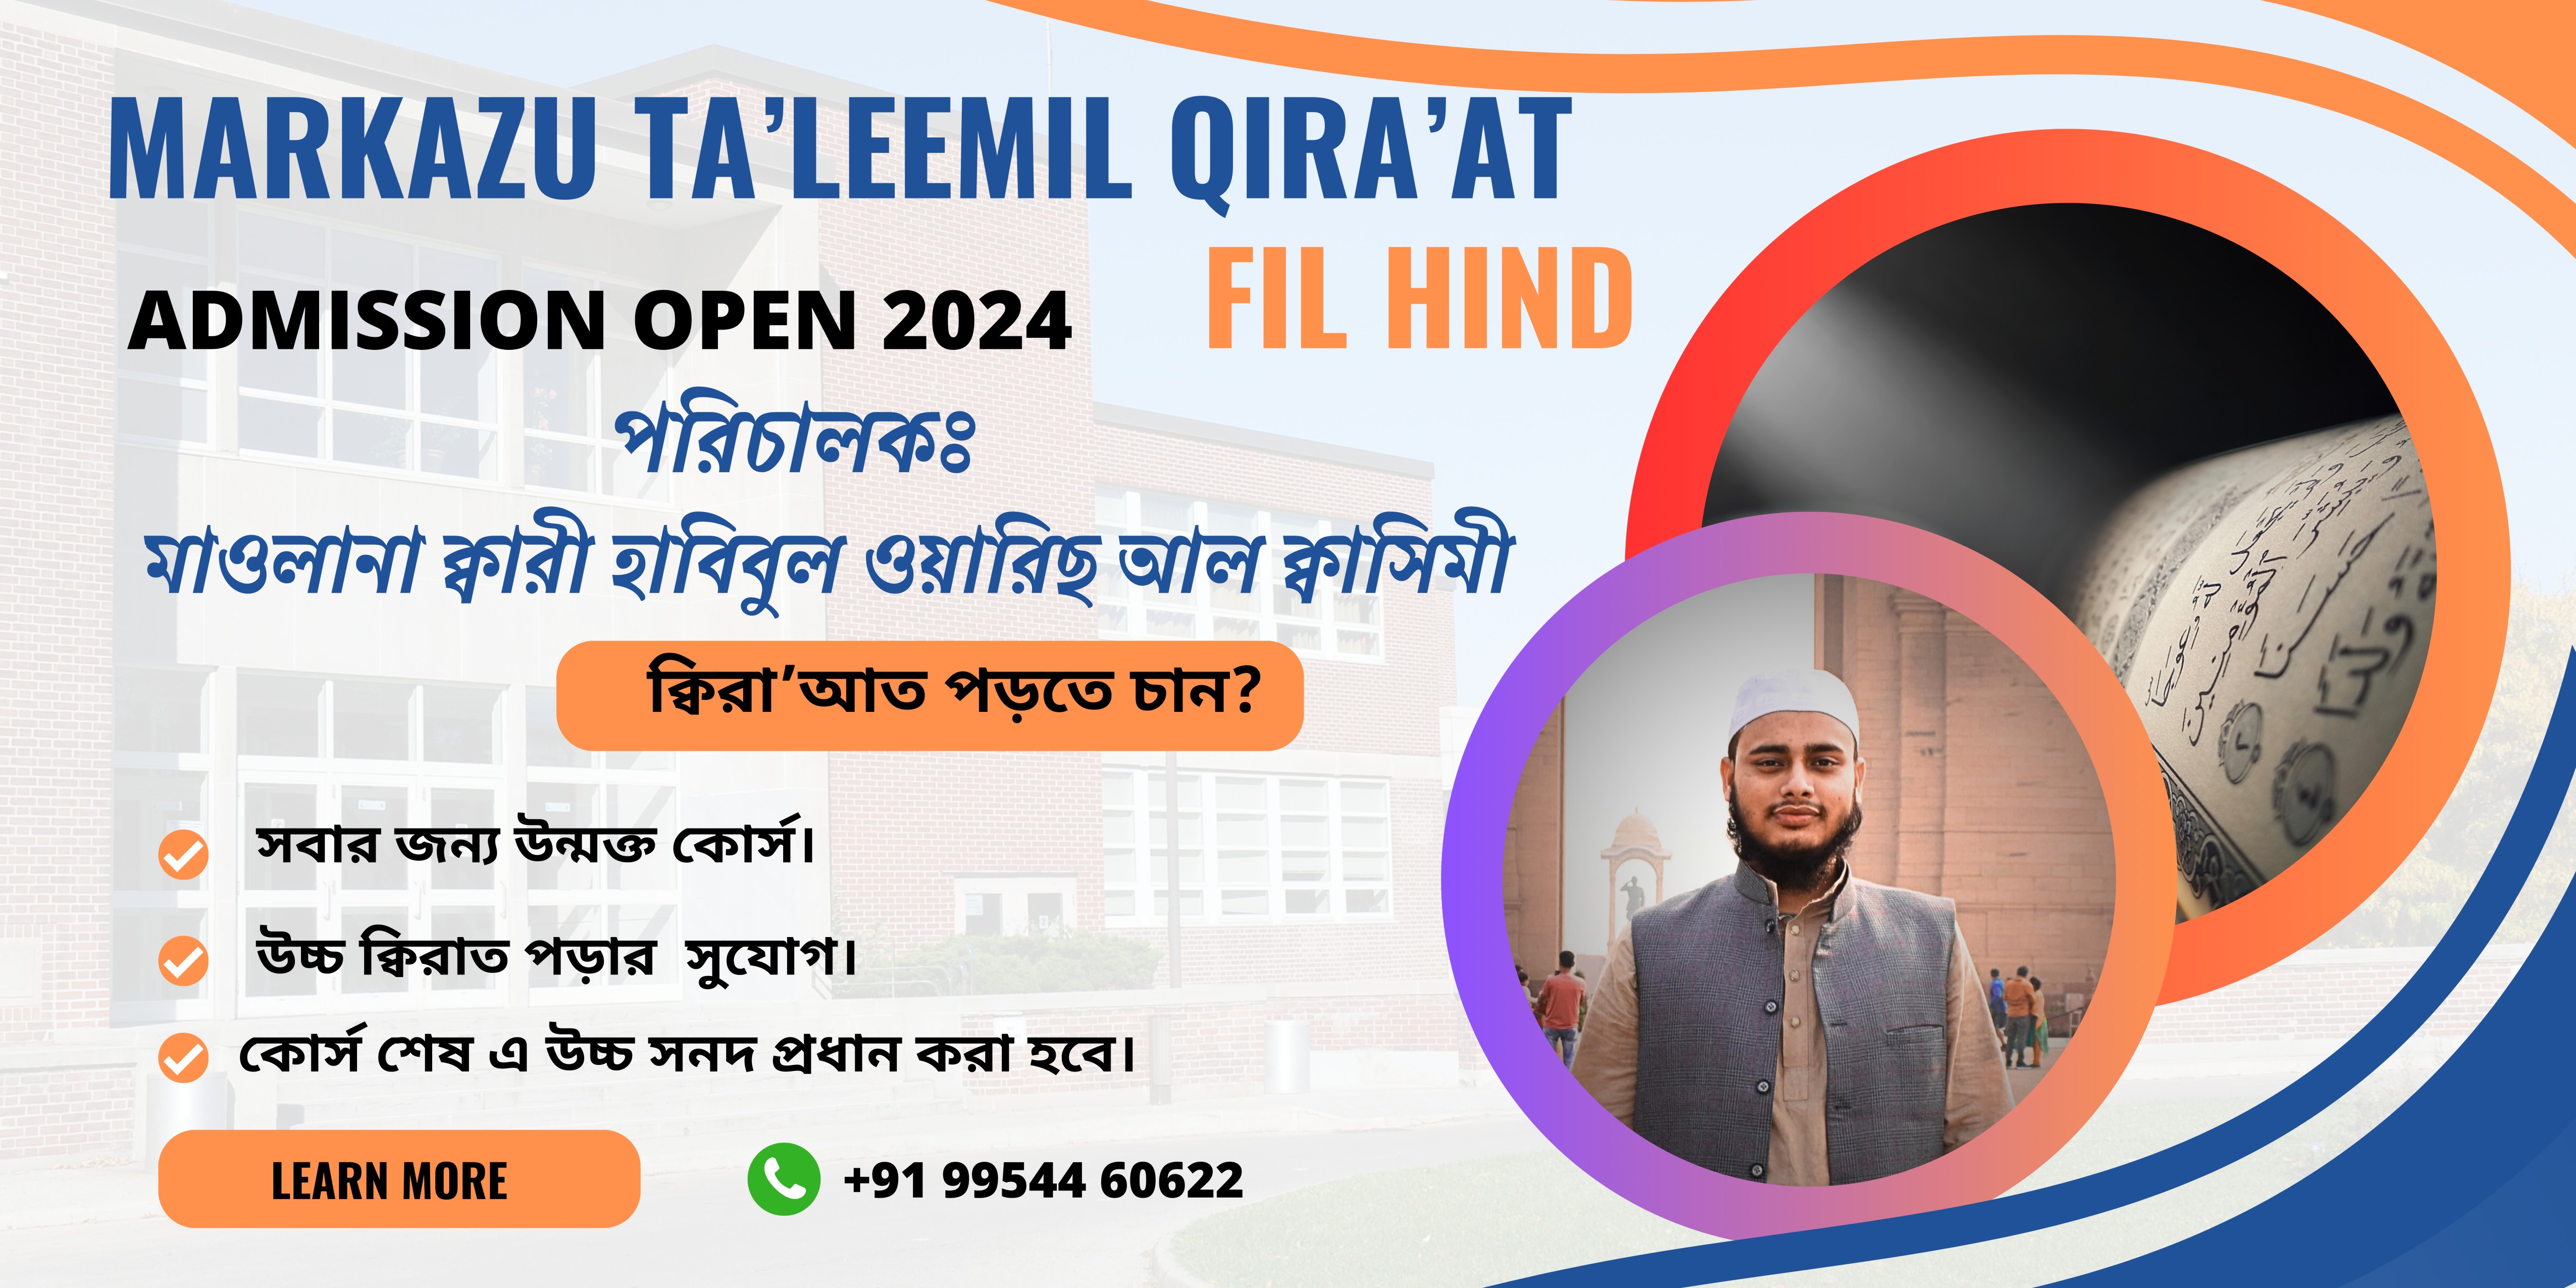 MARKAZU TA’LEEMIL QIRA’AT
FIL HIND
ADMISSION OPEN 2024
পরিচালকঃ
মাওলানা ক্বারী হাবিবুল ওয়ারিছ আল ক্বাসিমী
ক্বিরা’আত পড়তে চান?
সবার জন্য উন্মক্ত কোর্স।
উচ্চ ক্বিরাত পড়ার সুযোগ।
কোর্স শেষ এ উচ্চ সনদ প্রধান করা হবে।
LEARN MORE
+91 99544 60622